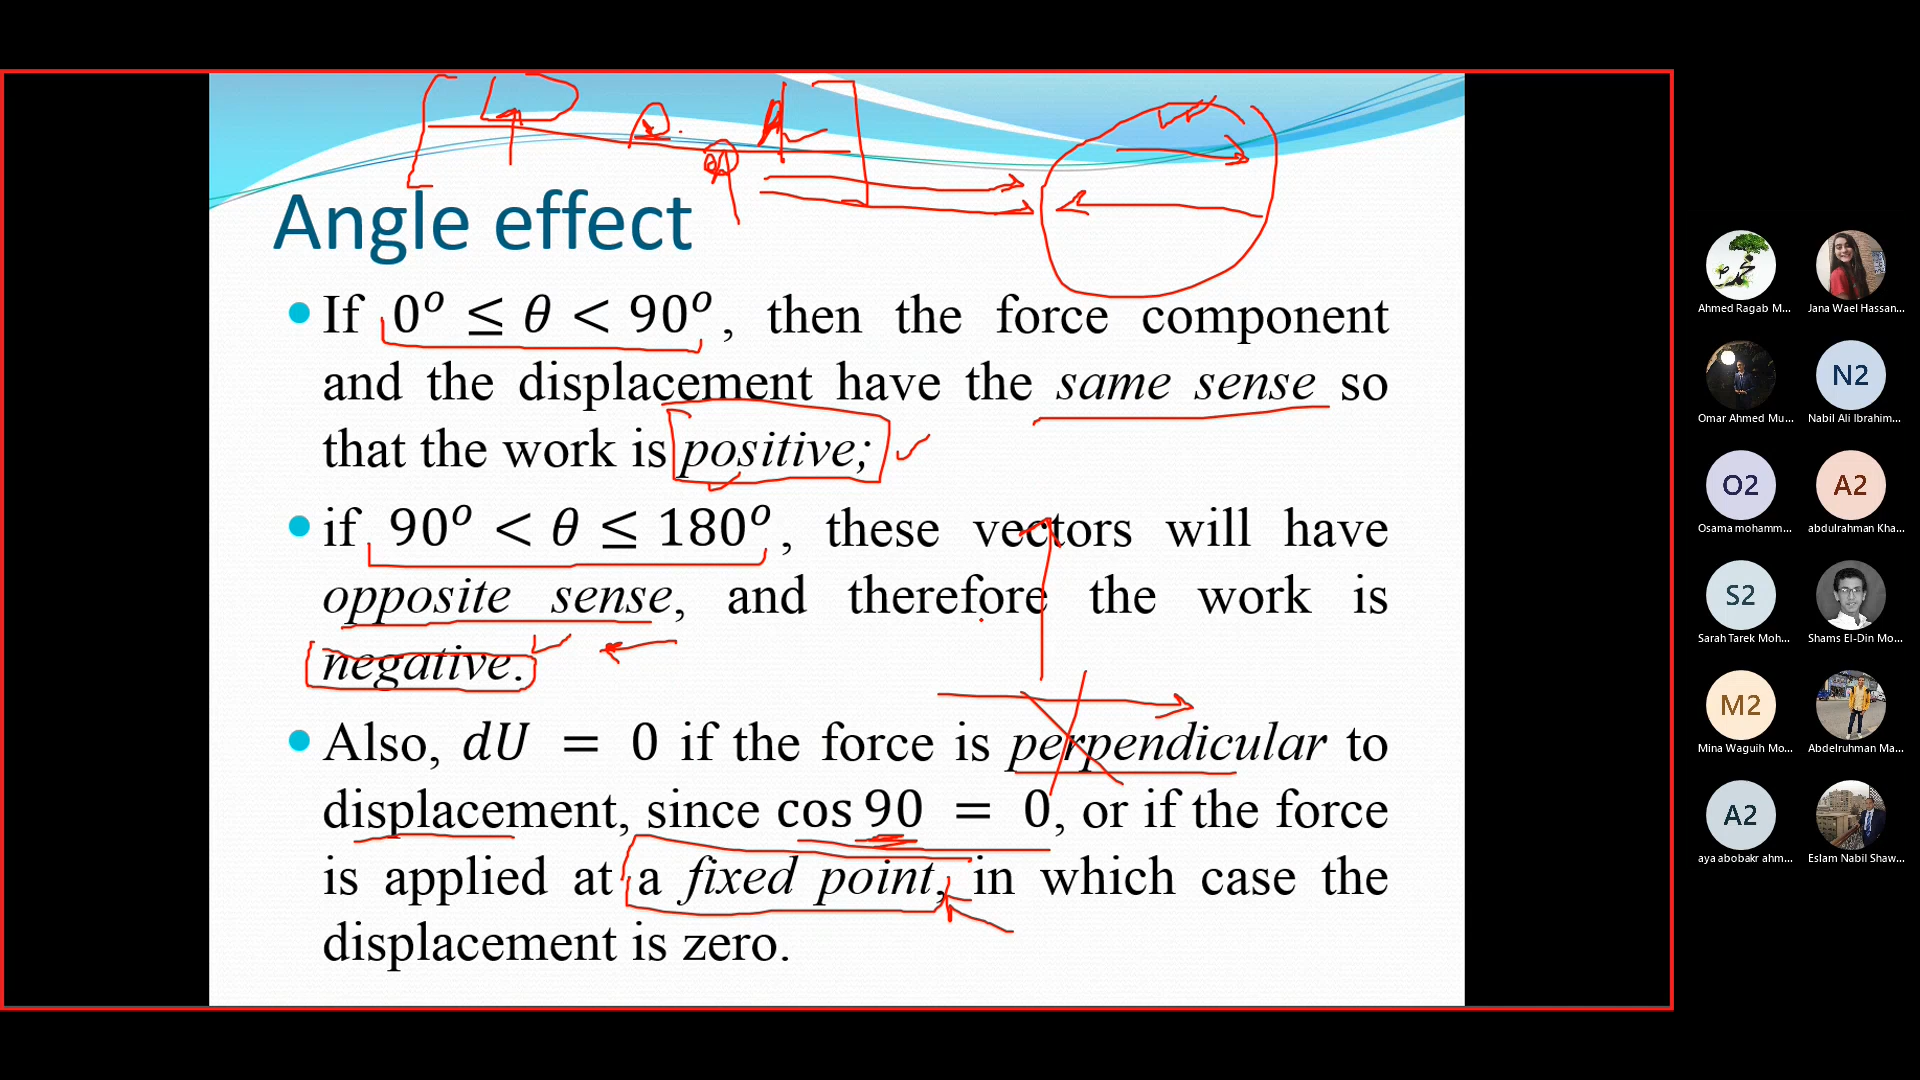 Angle effect
If 0° ≤ θ < 90°, then the force component
and the displacement have the same sense so
that the work is positive;
if 90° < θ ≤ 180°, these vectors will have
opposite sense, and therefore the work is
negative.
Also, dU = 0 if the force is perpendicular to
displacement, since cos 90 = 0, or if the force
is applied at a fixed point, in which case the
displacement is zero.
Ahmed Ragab M...
Jana Wael Hassan...
Omar Ahmed Mu...
N2
Nabil Ali Ibrahim...
O2
Osama mohamm...
A2
abdulrahman Kha...
S2
Sarah Tarek Moh...
Shams El-Din Mo...
M2
Mina Waguih Mo...
Abdelruhman Ma...
A2
aya abobakr ahm...
Eslam Nabil Shaw...